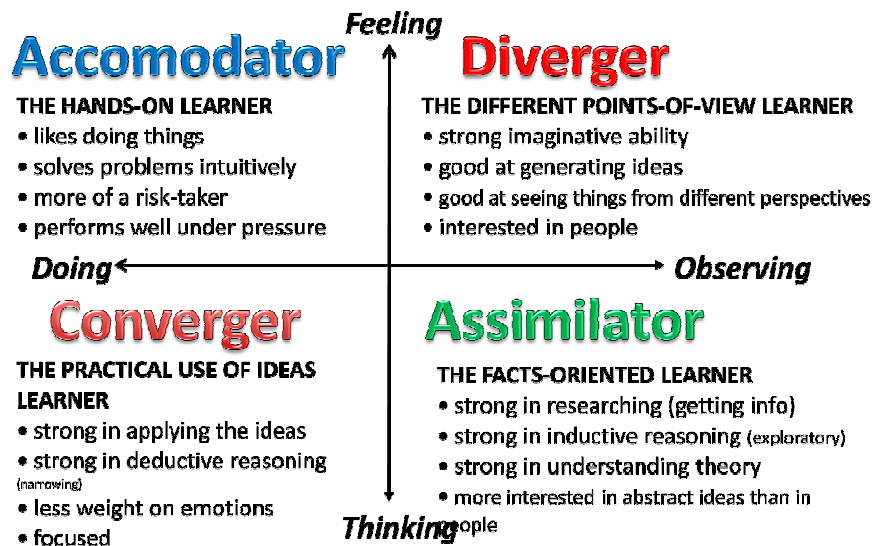 Feeling
Accomodator
THE HANDS-ON LEARNER
• likes doing things
• solves problems intuitively
• more of a risk-taker
• performs well under pressure
Diverger
THE DIFFERENT POINTS-OF-VIEW LEARNER
• strong imaginative ability
• good at generating ideas
• good at seeing things from different perspectives
• interested in people
Doing
Observing
Converger
THE PRACTICAL USE OF IDEAS
LEARNER
• strong in applying the ideas
• strong in deductive reasoning
(narrowing)
• less weight on emotions
• focused
Assimilator
THE FACTS-ORIENTED LEARNER
• strong in researching (getting info)
• strong in inductive reasoning (exploratory)
• strong in understanding theory
• more interested in abstract ideas than in
people
Thinking